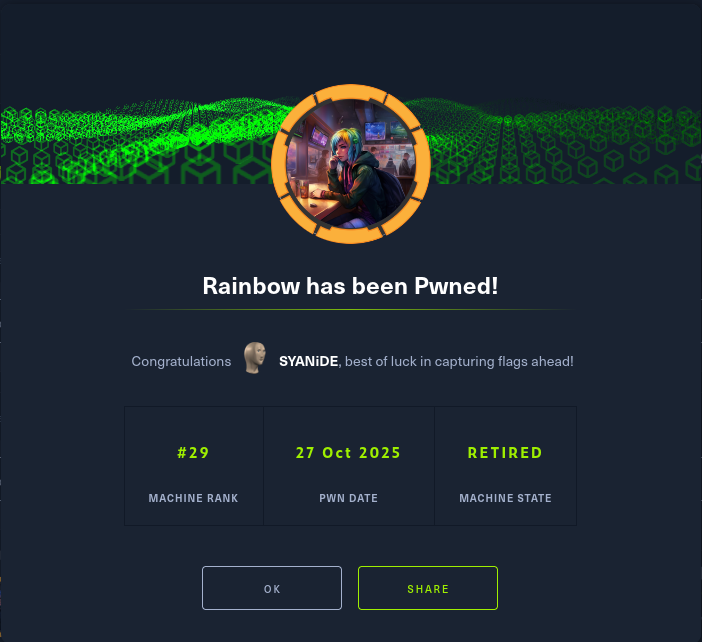 Rainbow has been Pwned!
Congratulations SYANiDE, best of luck in capturing flags ahead!
#29 27 Oct 2025 RETIRED
MACHINE RANK PWN DATE MACHINE STATE
OK SHARE